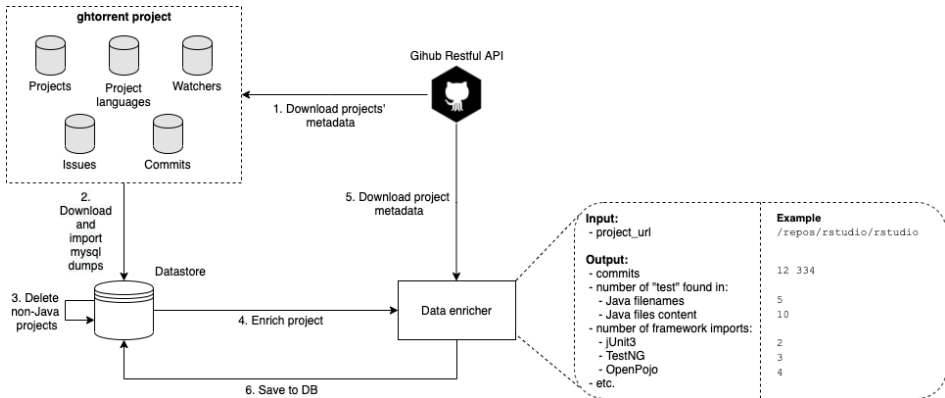 ghtorrent project
Projects
Project
languages
Watchers
Issues
Commits
Gihub Restful API
1. Download projects'
metadata
2.
Download
and
import
mysql
dumps
5. Download project
metadata
Datastore
3. Delete
non-Java
projects
4. Enrich project
Data enricher
6. Save to DB
Input:
- project_url
Output:
- commits
- number of "test" found in:
- Java filenames
- Java files content
- number of framework imports:
- jUnit3
- TestNG
- OpenPojo
- etc.
Example
/repos/rstudio/rstudio
12 334
5
10
2
3
4